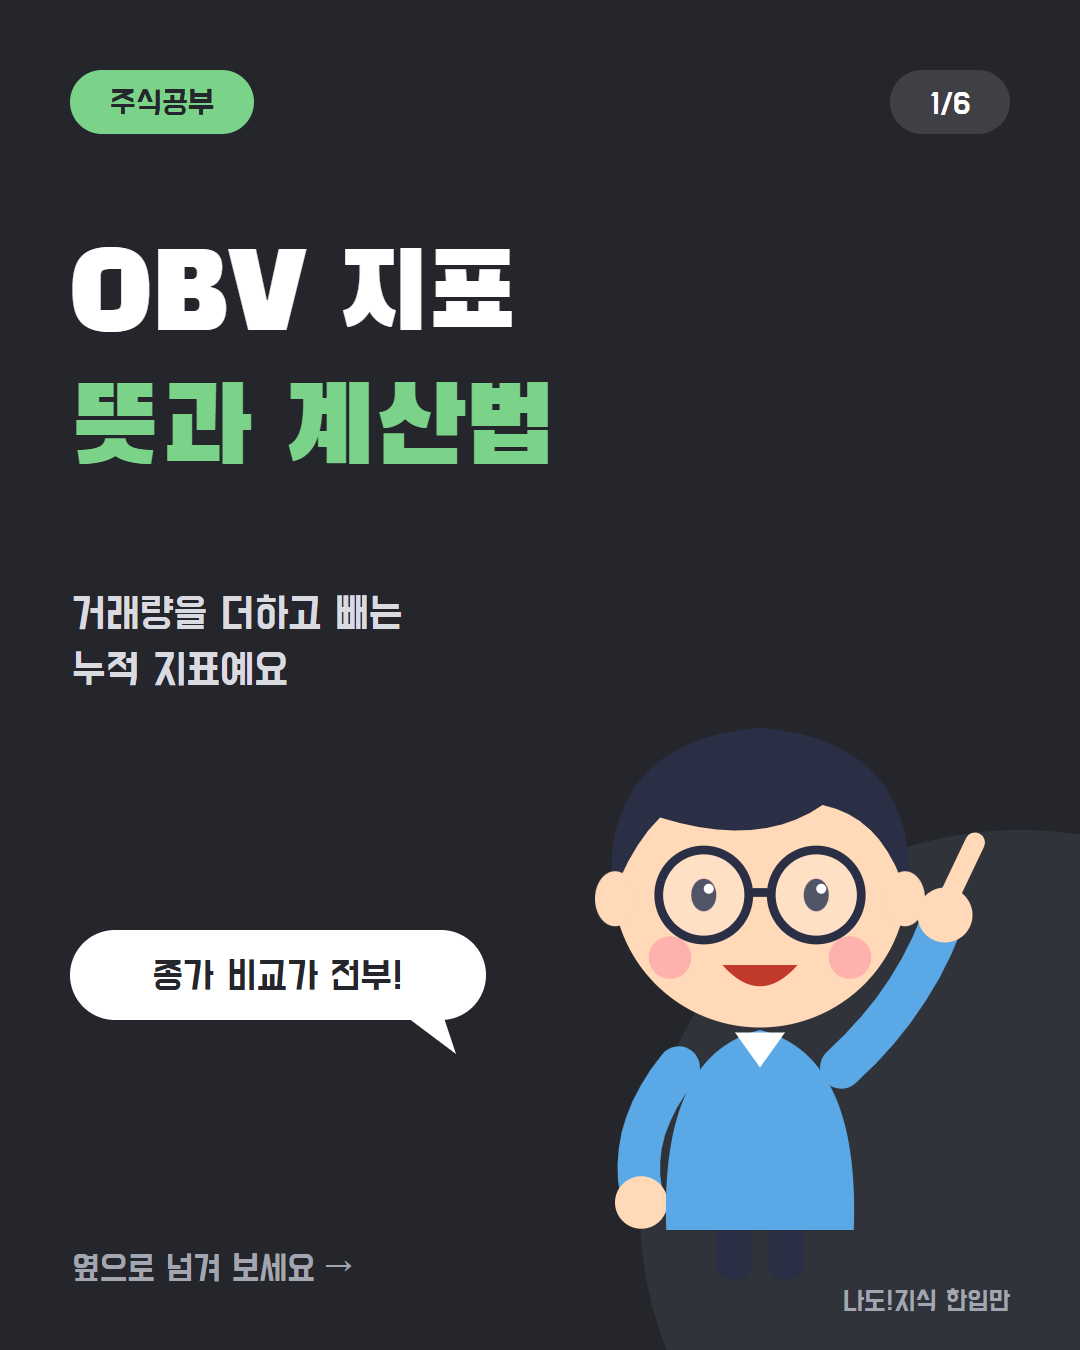 주식공부
1/6
OBV 지표
뜻과 계산법
거래량을 더하고 빼는
누적 지표예요
종가 비교가 전부!
옆으로 넘겨 보세요 →
나도!지식 한입만